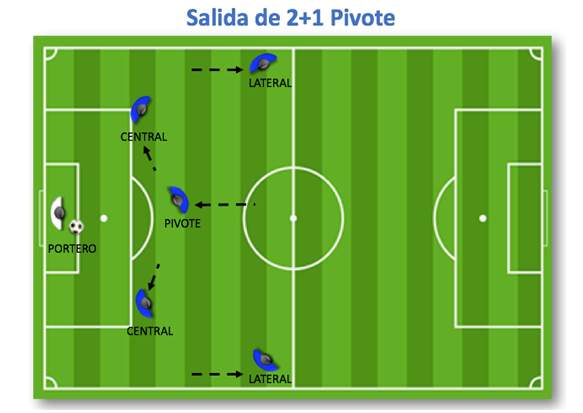 Salida de 2+1 Pivote
LATERAL
CENTRAL
PIVOTE
PORTERO
CENTRAL
LATERAL